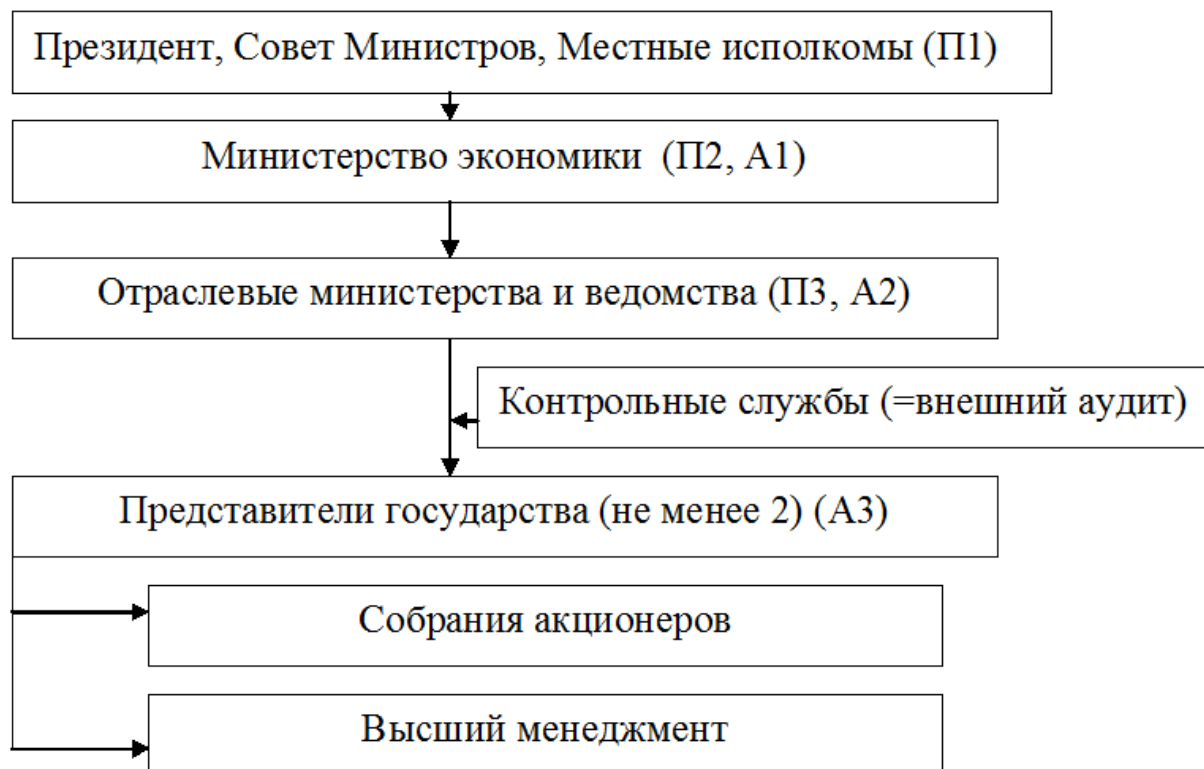 Президент, Совет Министров, Местные исполкомы (П1)
Министерство экономики (П2, А1)
Отраслевые министерства и ведомства (П3, А2)
Контрольные службы (=внешний аудит)
Представители государства (не менее 2) (А3)
Собрания акционеров
Высший менеджмент